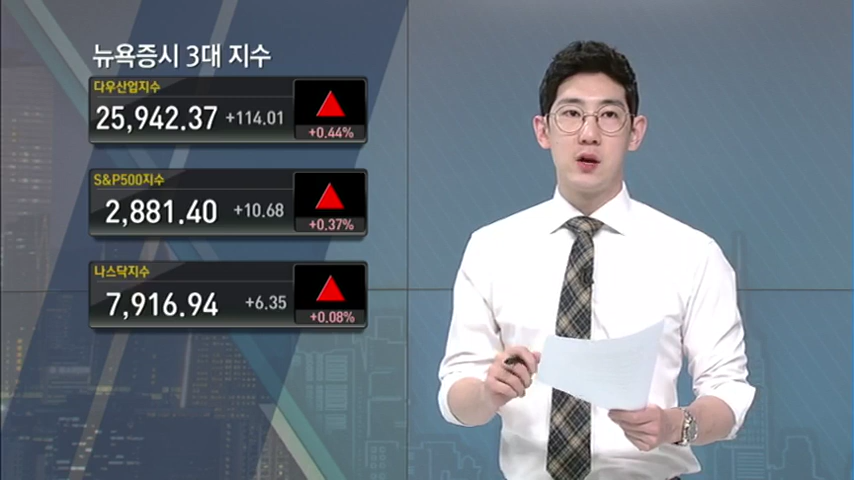 뉴욕증시 3대 지수
다우산업지수
25,942.37 +114.01
+0.44%
S&P500지수
2,881.40 +10.68
+0.37%
나스닥지수
7,916.94 +6.35
+0.08%